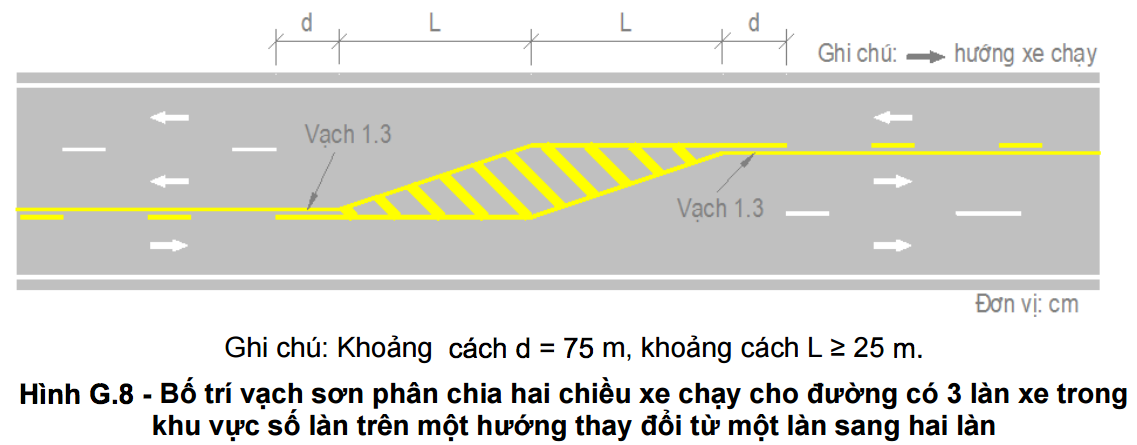 d L L d
Ghi chú: hướng xe chạy
Vạch 1.3
Vạch 1.3
Đơn vị: cm
Ghi chú: Khoảng cách d = 75 m, khoảng cách L ≥ 25 m.
Hình G.8 - Bố trí vạch sơn phân chia hai chiều xe chạy cho đường có 3 làn xe trong
khu vực số làn trên một hướng thay đổi từ một làn sang hai làn